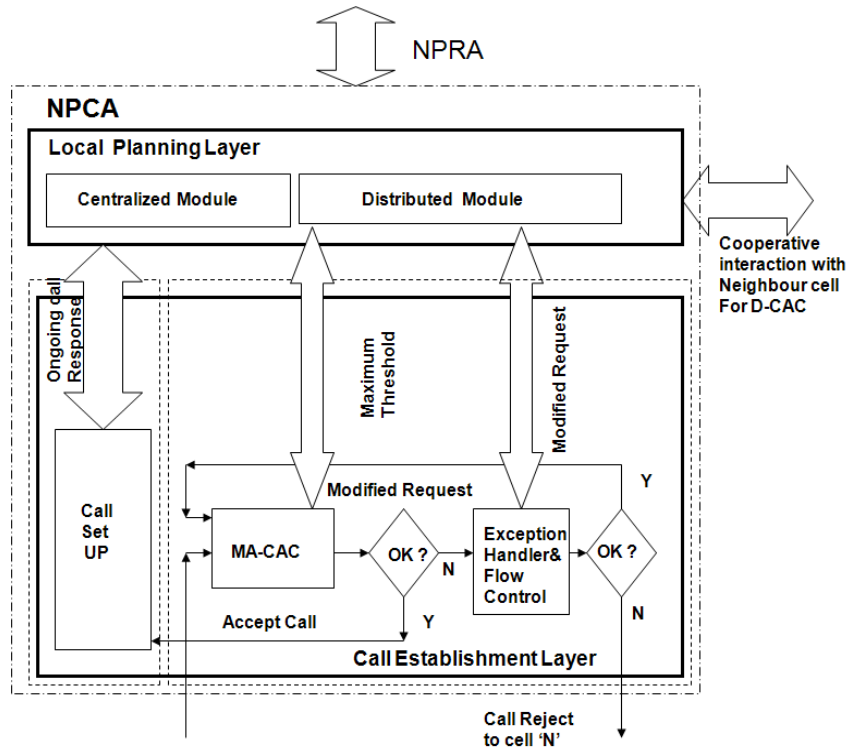 NPRA
NPCA
Local Planning Layer
Centralized Module
Distributed Module
Cooperative
interaction with
Neighbour cell
For D-CAC
Ongoing call
Response
Maximum
Threshold
Modified Request
Y
Modified Request
Call
Set
UP
MA-CAC
OK ?
N
Exception
Handler&
Flow
Control
OK ?
N
Accept Call
Y
Call Establishment Layer
Call Reject
to cell ‘N’